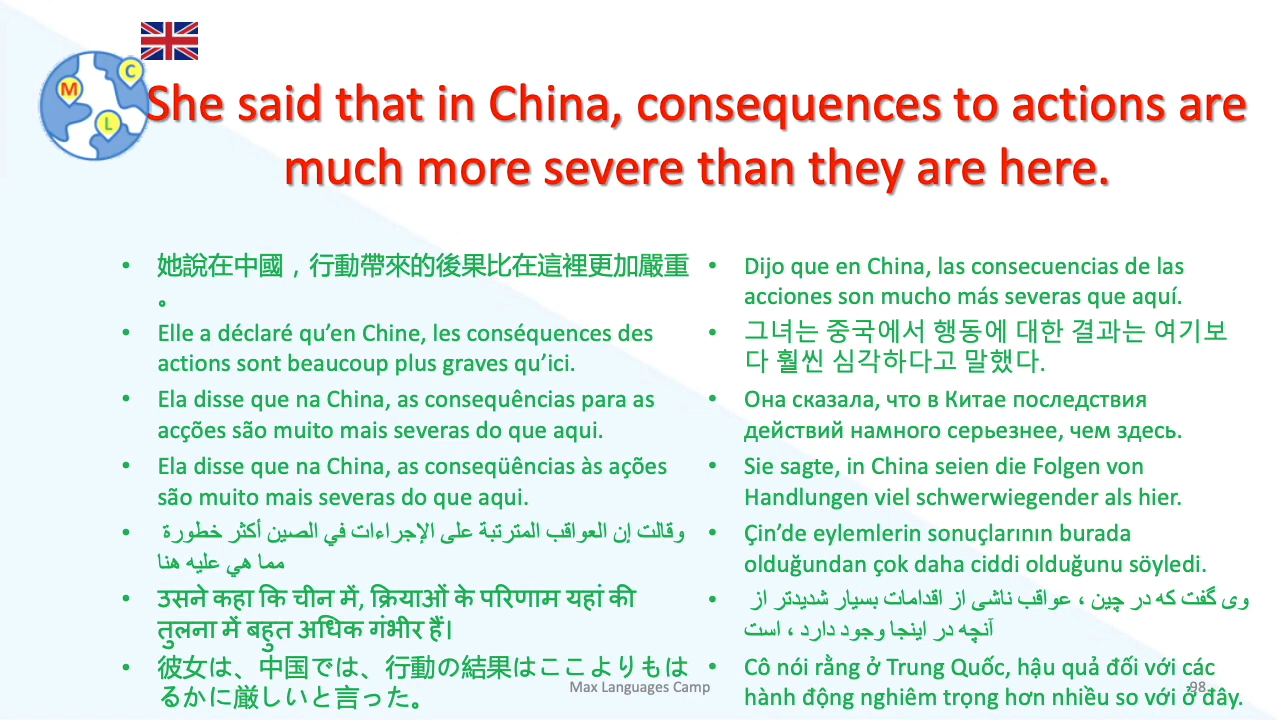 M
C
L
She said that in China, consequences to actions are
much more severe than they are here.
她說在中國，行動帶來的後果比在這裡更加嚴重
。
Elle a déclaré qu’en Chine, les conséquences des
actions sont beaucoup plus graves qu’ici.
Ela disse que na China, as consequências para as
acções são muito mais severas do que aqui.
Ela disse que na China, as conseqüências às ações
são muito mais severas do que aqui.
وقالت إن العواقب المترتبة على الإجراءات في الصين أكثر خطورة
مما هي عليه هنا
उसने कहा कि चीन में, क्रियाओं के परिणाम यहां की
तुलना में बहुत अधिक गंभीर हैं।
彼女は、中国では、行動の結果はここよりもは
るかに厳しいと言った。
Dijo que en China, las consecuencias de las
acciones son mucho más severas que aquí.
그녀는 중국에서 행동에 대한 결과는 여기보
다 훨씬 심각하다고 말했다.
Она сказала, что в Китае последствия
действий намного серьезнее, чем здесь.
Sie sagte, in China seien die Folgen von
Handlungen viel schwerwiegender als hier.
Çin’de eylemlerin sonuçlarının burada
olduğundan çok daha ciddi olduğunu söyledi.
وی گفت که در چین ، عواقب ناشی از اقدامات بسیار شدیدتر از
آنچه در اینجا وجود دارد ، است
Cô nói rằng ở Trung Quốc, hậu quả đối với các
hành động nghiêm trọng hơn nhiều so với ở đây.
Max Languages Camp
98